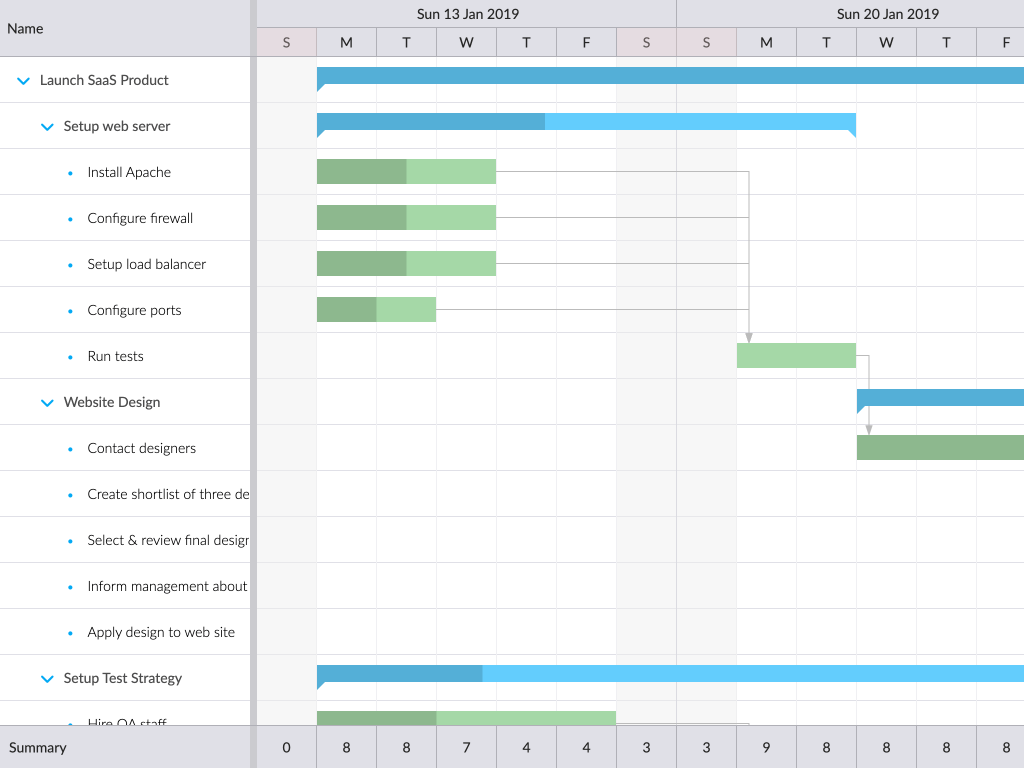 Name
Sun 13 Jan 2019
Sun 20 Jan 2019
S M T W T F S S M T W T F
Launch SaaS Product
Setup web server
Install Apache
Configure firewall
Setup load balancer
Configure ports
Run tests
Website Design
Contact designers
Create shortlist of three de
Select & review final desigr
Inform management about
Apply design to web site
Setup Test Strategy
Hire QA staff
Summary 0 8 8 7 4 4 3 3 9 8 8 8 8